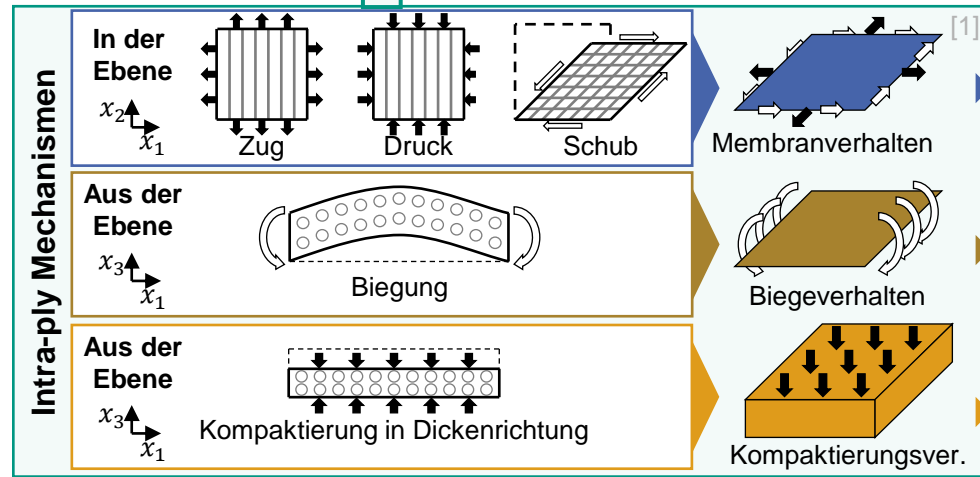 Intra-ply Mechanismen
In der
Ebene
x₂
x₁
Zug
Druck
Schub
[1]
Membranverhalten
Aus der
Ebene
x₃
x₁
Biegung
Biegeverhalten
Aus der
Ebene
x₃
x₁
Kompaktierung in Dickenrichtung
Kompaktierungsver.